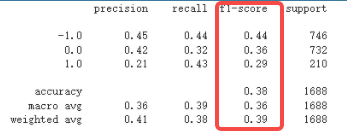 precision recall f1-score support
-1.0 0.45 0.44 0.44 746
0.0 0.42 0.32 0.36 732
1.0 0.21 0.43 0.29 210
accuracy 0.38 1688
macro avg 0.36 0.39 0.36 1688
weighted avg 0.41 0.38 0.39 1688